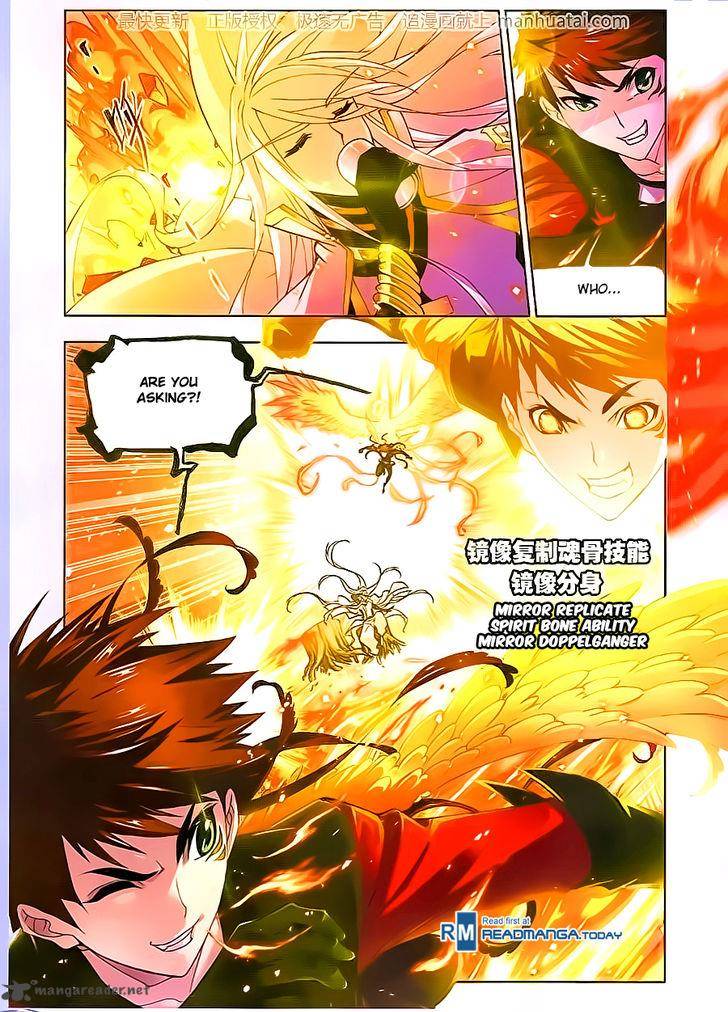 最快更新 正版授权 极速无广告 追漫画就上 manhuatai.com
WHO...
ARE YOU
ASKING?!
镜像复制魂骨技能
镜像分身
MIRROR REPLICATE
SPIRIT BONE ABILITY
MIRROR DOPPELGANGER
RM Read first at
READMANGA.TODAY
mangareader.net